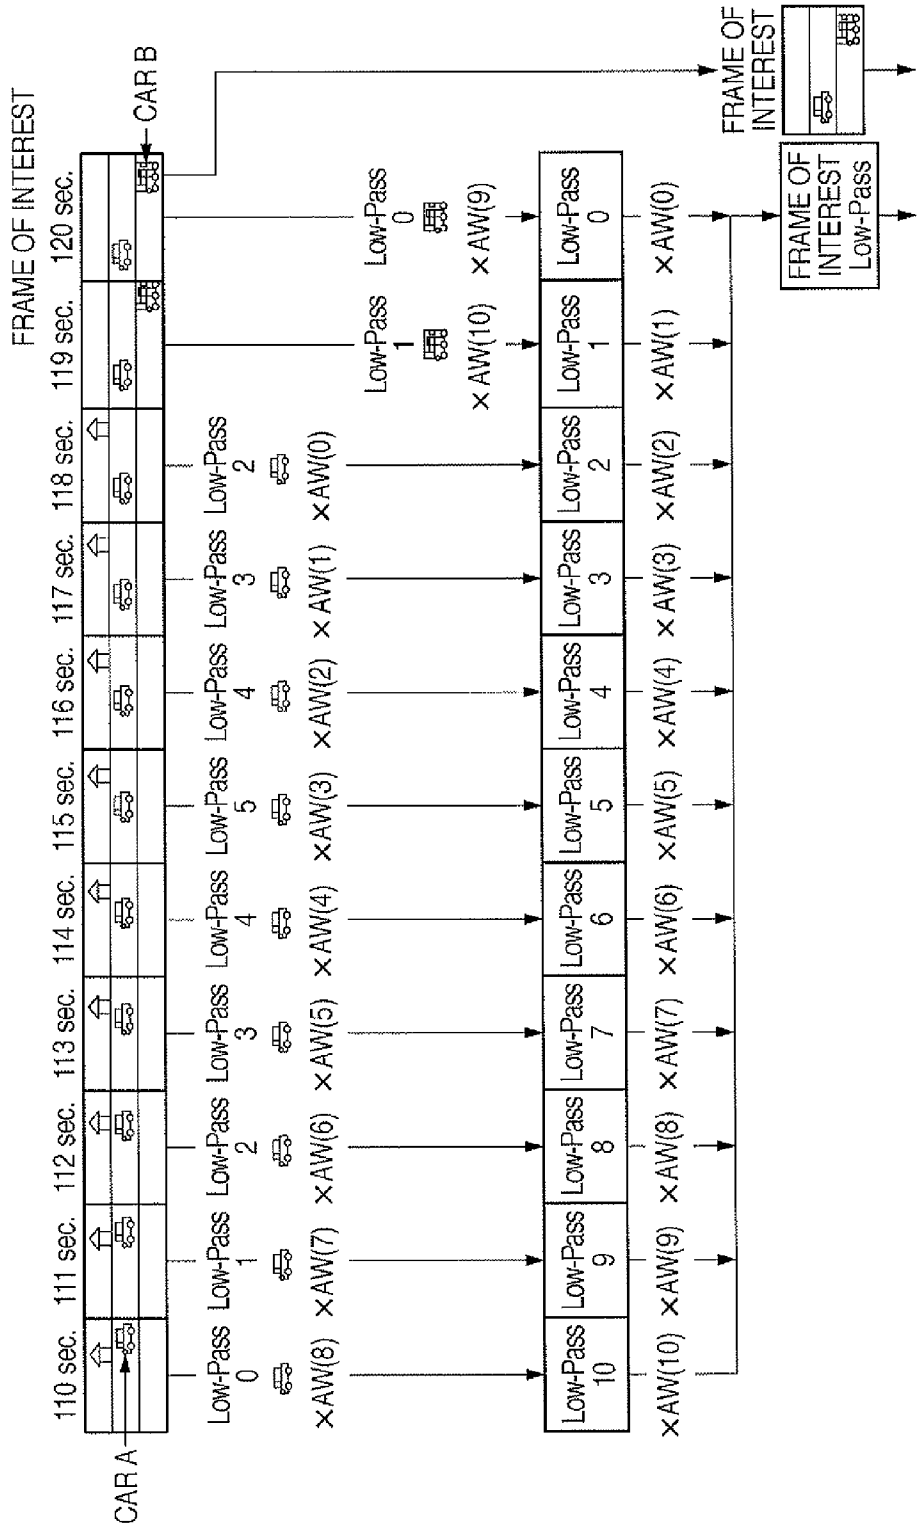 FRAME OF INTEREST
110 sec. 111 sec. 112 sec. 113 sec. 114 sec. 115 sec. 116 sec. 117 sec. 118 sec. 119 sec. 120 sec.
CAR A
CAR B
Low-Pass Low-Pass Low-Pass Low-Pass Low-Pass Low-Pass Low-Pass Low-Pass Low-Pass
0 1 2 3 4 5 4 3 2
×AW(8) ×AW(7) ×AW(6) ×AW(5) ×AW(4) ×AW(3) ×AW(2) ×AW(1) ×AW(0)
Low-Pass Low-Pass
1 0
×AW(10) ×AW(9)
Low-Pass Low-Pass Low-Pass Low-Pass Low-Pass Low-Pass Low-Pass Low-Pass Low-Pass Low-Pass Low-Pass
10 9 8 7 6 5 4 3 2 1 0
×AW(10) ×AW(9) ×AW(8) ×AW(7) ×AW(6) ×AW(5) ×AW(4) ×AW(3) ×AW(2) ×AW(1) ×AW(0)
FRAME OF
INTEREST
Low-Pass
FRAME OF
INTEREST